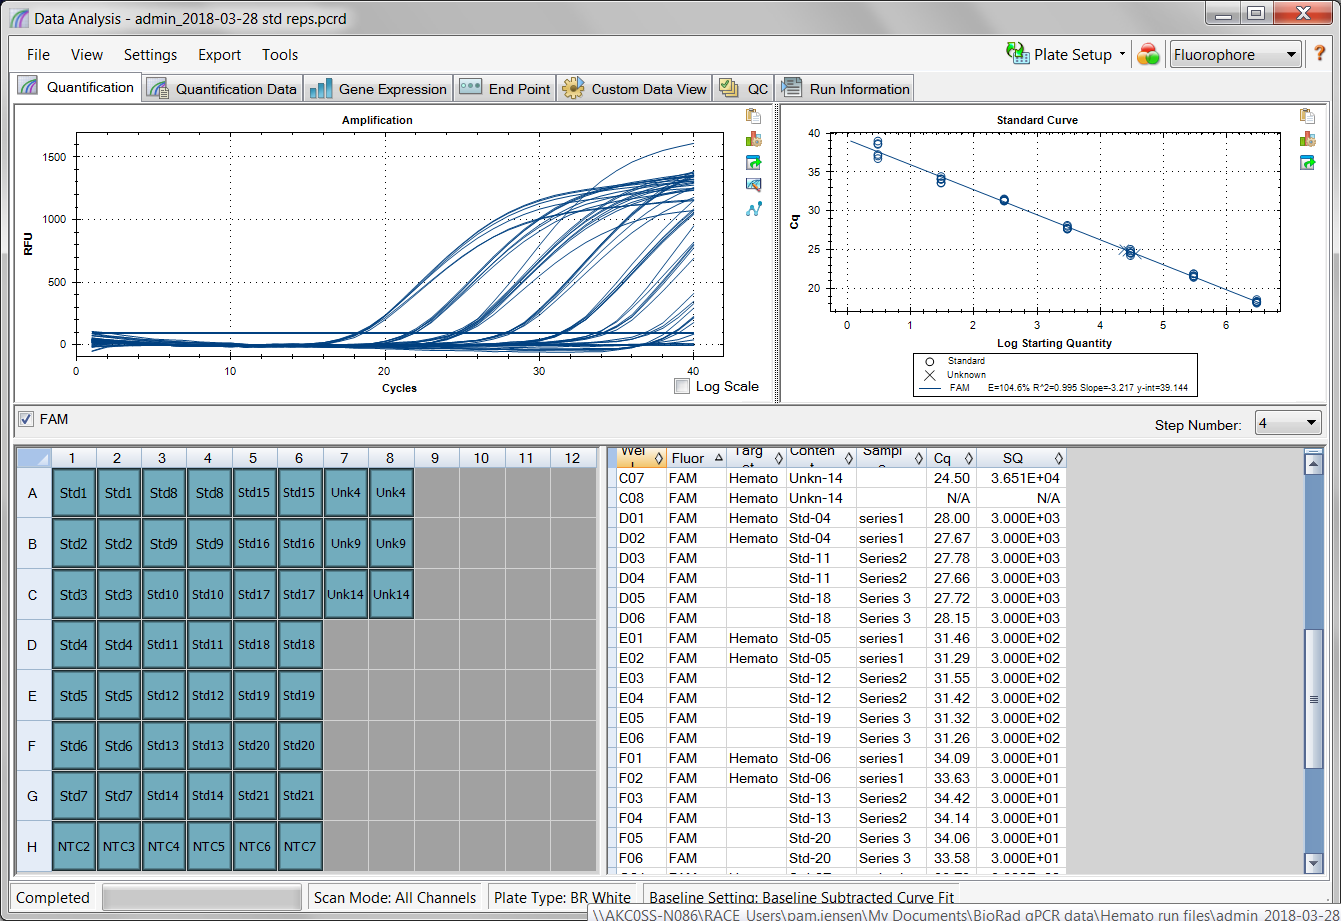 Data Analysis - admin_2018-03-28 std reps.pcrd
File View Settings Export Tools Plate Setup Fluorophore ?
Quantification Quantification Data Gene Expression End Point Custom Data View QC Run Information
Amplification
1500
1000
500
0
RFU
0 10 20 30 40
Cycles
Log Scale
Standard Curve
40
35
30
25
20
Cq
0 1 2 3 4 5 6
Log Starting Quantity
Standard
Unknown
FAM E=104.6% R^2=0.995 Slope=-3.217 y-int=39.144
FAM
Step Number: 4
1 2 3 4 5 6 7 8 9 10 11 12
A Std1 Std1 Std8 Std8 Std15 Std15 Unk4 Unk4
B Std2 Std2 Std9 Std9 Std16 Std16 Unk9 Unk9
C Std3 Std3 Std10 Std10 Std17 Std17 Unk14 Unk14
D Std4 Std4 Std11 Std11 Std18 Std18
E Std5 Std5 Std12 Std12 Std19 Std19
F Std6 Std6 Std13 Std13 Std20 Std20
G Std7 Std7 Std14 Std14 Std21 Std21
H NTC2 NTC3 NTC4 NTC5 NTC6 NTC7
Fluor Cq SQ
C07 FAM Hemato Unkn-14 24.50 3.651E+04
C08 FAM Hemato Unkn-14 N/A N/A
D01 FAM Hemato Std-04 series1 28.00 3.000E+03
D02 FAM Hemato Std-04 series1 27.67 3.000E+03
D03 FAM Std-11 Series2 27.78 3.000E+03
D04 FAM Std-11 Series2 27.66 3.000E+03
D05 FAM Std-18 Series 3 27.72 3.000E+03
D06 FAM Std-18 Series 3 28.15 3.000E+03
E01 FAM Hemato Std-05 series1 31.46 3.000E+02
E02 FAM Hemato Std-05 series1 31.29 3.000E+02
E03 FAM Std-12 Series2 31.55 3.000E+02
E04 FAM Std-12 Series2 31.42 3.000E+02
E05 FAM Std-19 Series 3 31.32 3.000E+02
E06 FAM Std-19 Series 3 31.26 3.000E+02
F01 FAM Hemato Std-06 series1 34.09 3.000E+01
F02 FAM Hemato Std-06 series1 33.63 3.000E+01
F03 FAM Std-13 Series2 34.42 3.000E+01
F04 FAM Std-13 Series2 34.14 3.000E+01
F05 FAM Std-20 Series 3 34.06 3.000E+01
F06 FAM Std-20 Series 3 33.58 3.000E+01
Completed Scan Mode: All Channels Plate Type: BR White Baseline Setting: Baseline Subtracted Curve Fit
\\AKC0SS-N086\RACE_Users\pam.jensen\My Documents\BioRad qPCR data\Hemato run files\admin_2018-03-28